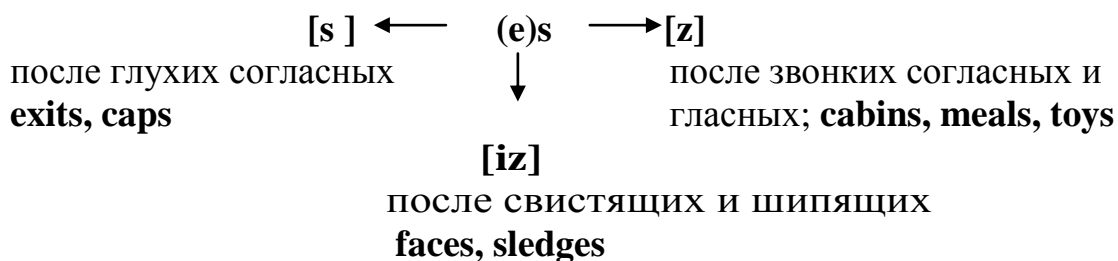 [s ] (e)s [z]
после глухих согласных после звонких согласных и
exits, caps гласных; cabins, meals, toys
[iz]
после свистящих и шипящих
faces, sledges